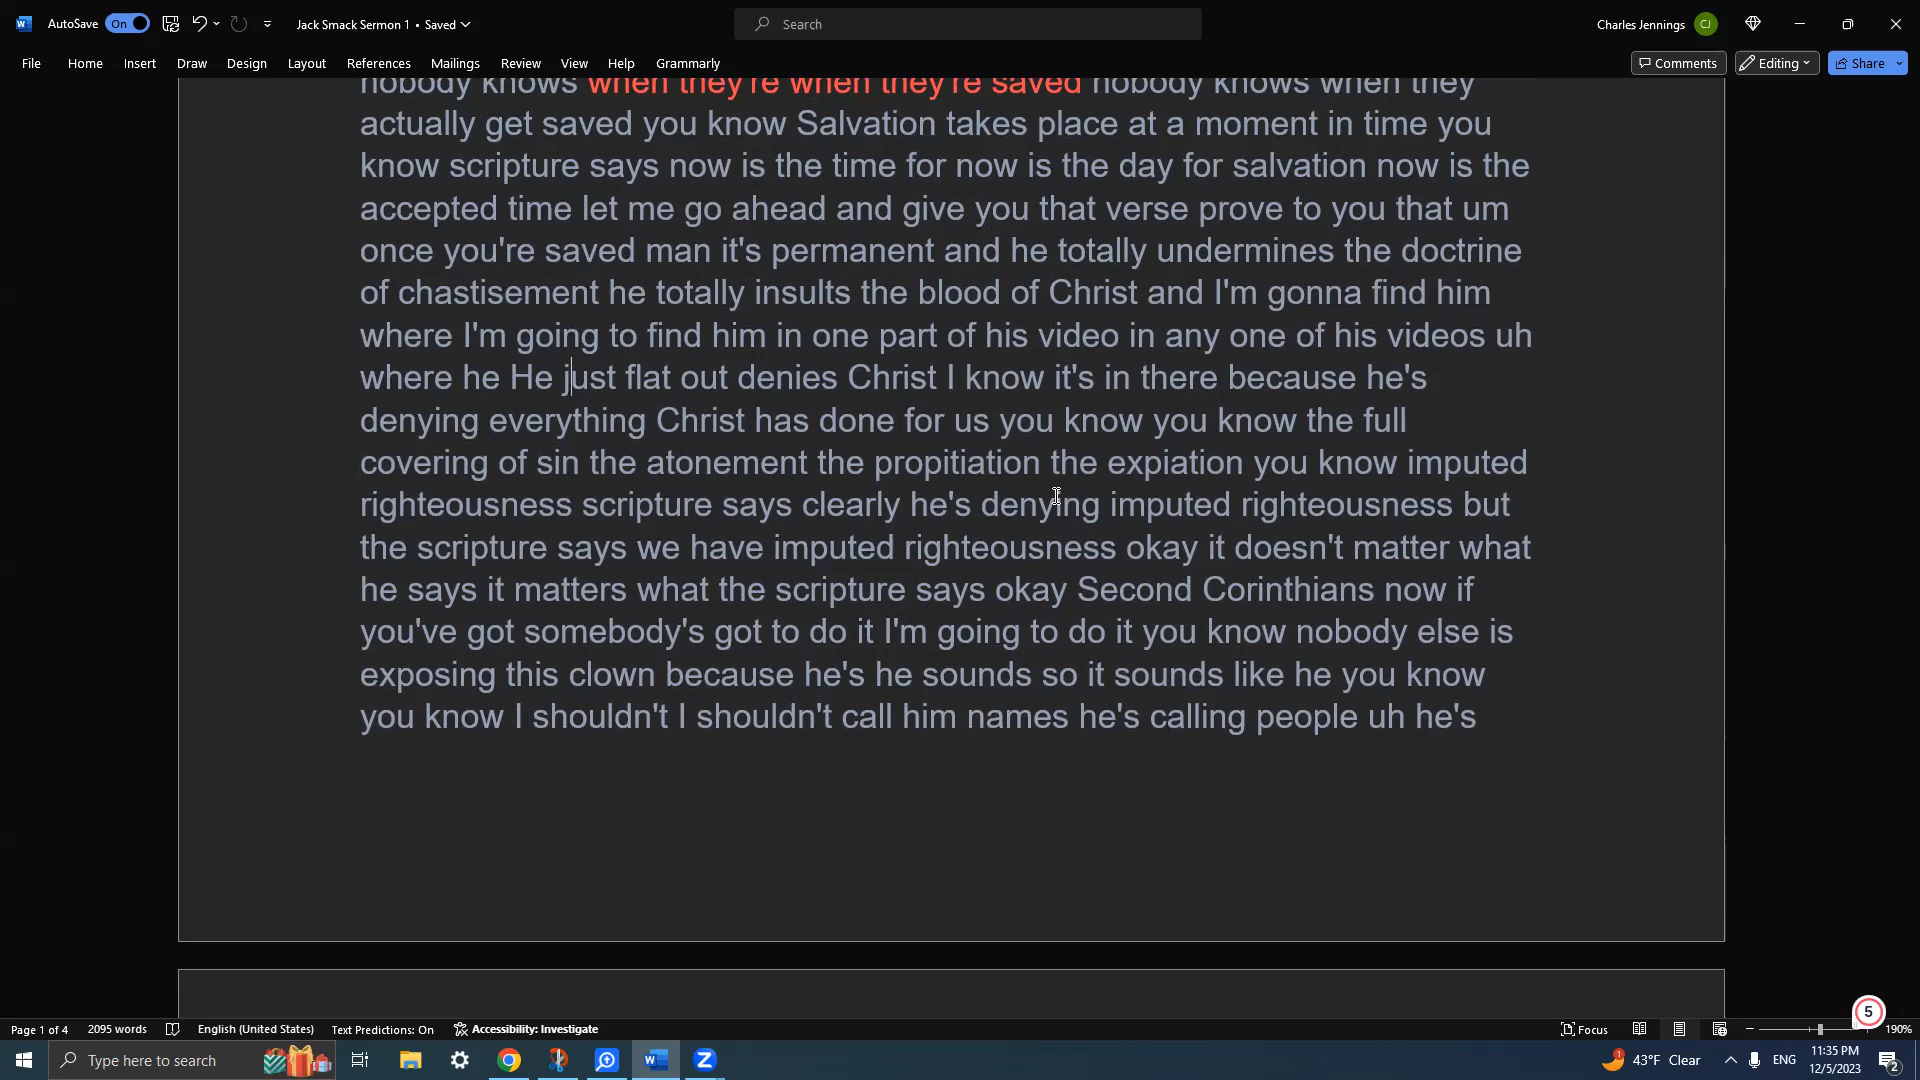 AutoSave On Jack Smack Sermon 1 • Saved Search Charles Jennings CJ
File Home Insert Draw Design Layout References Mailings Review View Help Grammarly Comments Editing Share
nobody knows when they're when they're saved nobody knows when they
actually get saved you know Salvation takes place at a moment in time you
know scripture says now is the time for now is the day for salvation now is the
accepted time let me go ahead and give you that verse prove to you that um
once you're saved man it's permanent and he totally undermines the doctrine
of chastisement he totally insults the blood of Christ and I'm gonna find him
where I'm going to find him in one part of his video in any one of his videos uh
where he He just flat out denies Christ I know it's in there because he's
denying everything Christ has done for us you know you know the full
covering of sin the atonement the propitiation the expiation you know imputed
righteousness scripture says clearly he's denying imputed righteousness but
the scripture says we have imputed righteousness okay it doesn't matter what
he says it matters what the scripture says okay Second Corinthians now if
you've got somebody's got to do it I'm going to do it you know nobody else is
exposing this clown because he's he sounds so it sounds like he you know
you know I shouldn't I shouldn't call him names he's calling people uh he's
5
Page 1 of 4 2095 words English (United States) Text Predictions: On Accessibility: Investigate Focus 190%
Type here to search 1 43°F Clear ENG 11:35 PM
12/5/2023 2